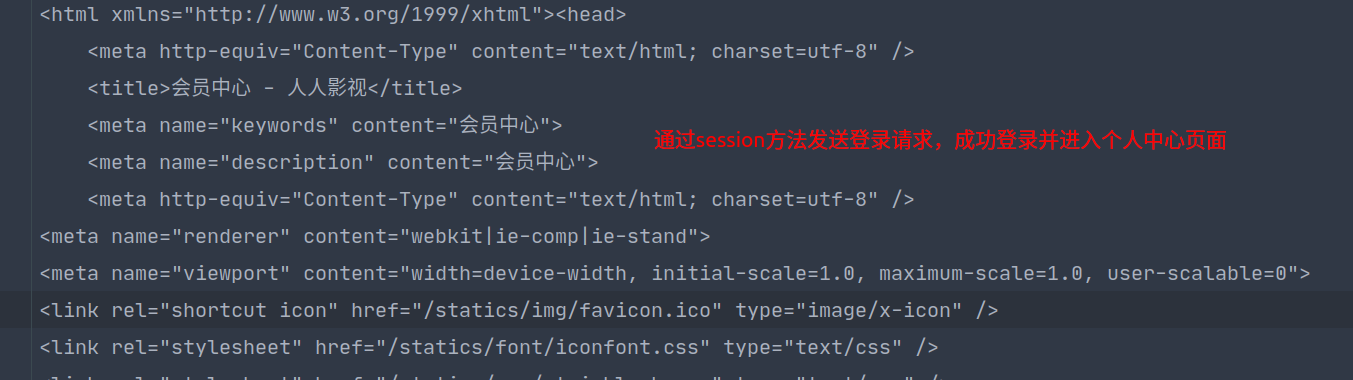 <html xmlns="http://www.w3.org/1999/xhtml"><head>
<meta http-equiv="Content-Type" content="text/html; charset=utf-8" />
<title>会员中心 - 人人影视</title>
<meta name="keywords" content="会员中心">
通过session方法发送登录请求，成功登录并进入个人中心页面
<meta name="description" content="会员中心">
<meta http-equiv="Content-Type" content="text/html; charset=utf-8" />
<meta name="renderer" content="webkit|ie-comp|ie-stand">
<meta name="viewport" content="width=device-width, initial-scale=1.0, maximum-scale=1.0, user-scalable=0">
<link rel="shortcut icon" href="/statics/img/favicon.ico" type="image/x-icon" />
<link rel="stylesheet" href="/statics/font/iconfont.css" type="text/css" />